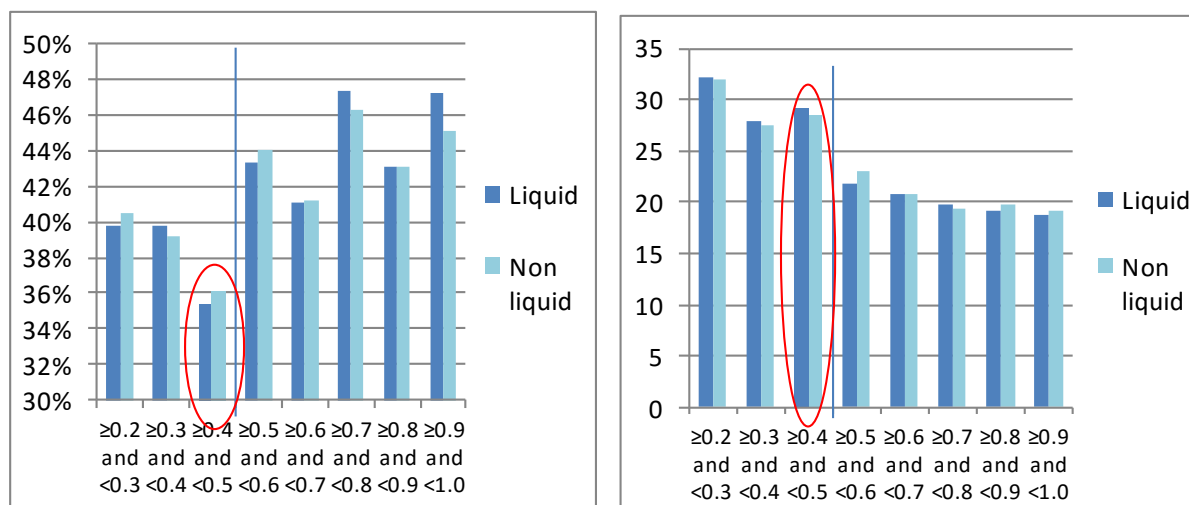 50%
48%
46%
44%
42%
40%
38%
36%
34%
32%
30%
≥0.2 ≥0.3 ≥0.4 ≥0.5 ≥0.6 ≥0.7 ≥0.8 ≥0.9
and and and and and and and and
<0.3 <0.4 <0.5 <0.6 <0.7 <0.8 <0.9 <1.0
Liquid
Non
liquid
35
30
25
20
15
10
5
0
≥0.2 ≥0.3 ≥0.4 ≥0.5 ≥0.6 ≥0.7 ≥0.8 ≥0.9
and and and and and and and and
<0.3 <0.4 <0.5 <0.6 <0.7 <0.8 <0.9 <1.0
Liquid
Non
liquid